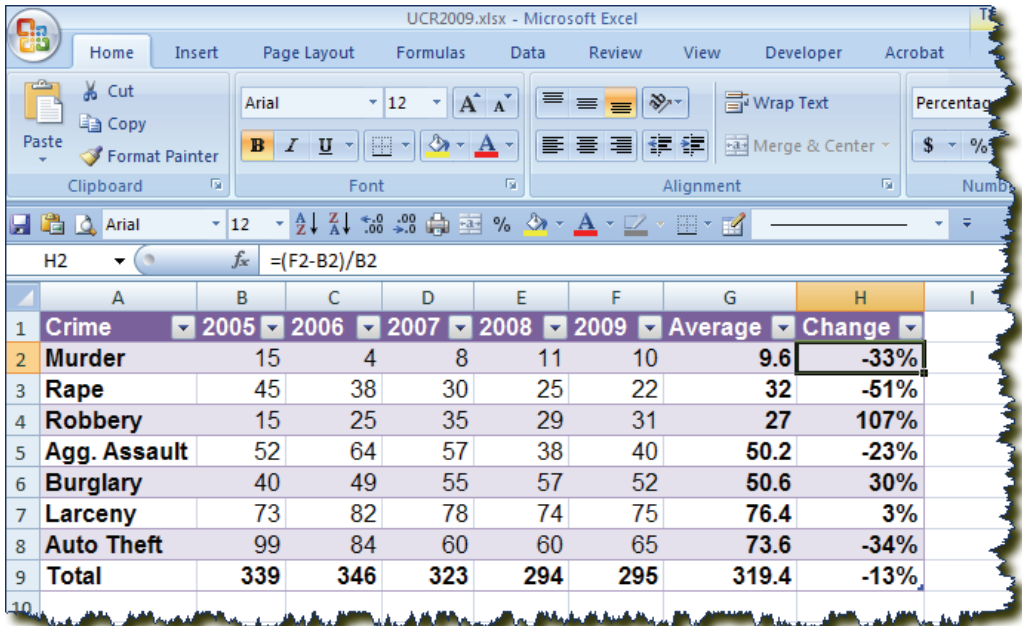 UCR2009.xlsx - Microsoft Excel
Home Insert Page Layout Formulas Data Review View Developer Acrobat
Cut
Copy
Format Painter
Paste
Arial 12
Wrap Text
B I U A
Merge & Center
$ %
Clipboard Font Alignment
Arial 12
H2 fx =(F2-B2)/B2
A B C D E F G H I
1 Crime 2005 2006 2007 2008 2009 Average Change
2 Murder 15 4 8 11 10 9.6 -33%
3 Rape 45 38 30 25 22 32 -51%
4 Robbery 15 25 35 29 31 27 107%
5 Agg. Assault 52 64 57 38 40 50.2 -23%
6 Burglary 40 49 55 57 52 50.6 30%
7 Larceny 73 82 78 74 75 76.4 3%
8 Auto Theft 99 84 60 60 65 73.6 -34%
9 Total 339 346 323 294 295 319.4 -13%
10